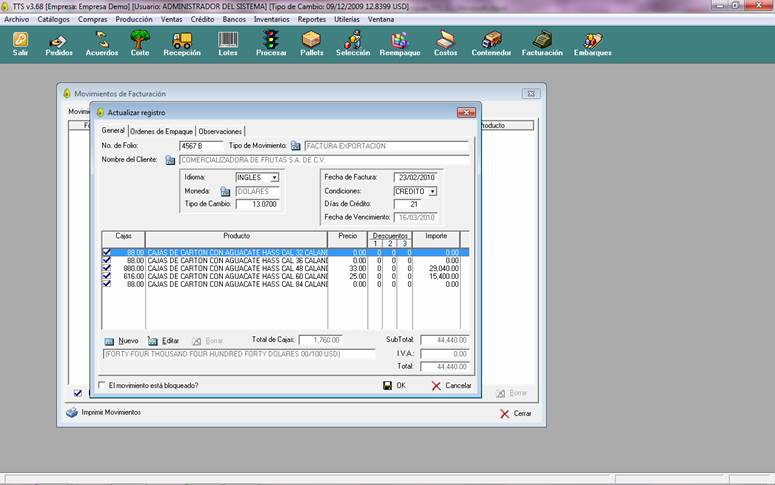 TTS v3.68 [Empresa: Empresa Demo] [Usuario: ADMINISTRADOR DEL SISTEMA] [Tipo de Cambio: 09/12/2009 12.8399 USD]
Archivo Catálogos Compras Producción Ventas Crédito Bancos Inventarios Reportes Utilerías Ventana
Salir Pedidos Acuerdos Corte Recepción Lotes Procesar Pallets Selección Reempaque Costos Contenedor Facturación Embarques
Movimientos de Facturación
Actualizar registro
General Ordenes de Empaque Observaciones
No. de Folio: 4567 B Tipo de Movimiento: FACTURA EXPORTACION
Nombre del Cliente: COMERCIALIZADORA DE FRUTAS S.A. DE C.V.
Idioma: INGLES Fecha de Factura: 23/02/2010
Moneda: DOLARES Condiciones: CREDITO
Tipo de Cambio: 13.0700 Días de Crédito: 21
Fecha de Vencimiento: 16/03/2010
Cajas Producto Precio Descuentos Importe
1 2 3
88.00 CAJAS DE CARTON CON AGUACATE HASS CAL 32 CALAND 0.00 0 0 0 0.00
88.00 CAJAS DE CARTON CON AGUACATE HASS CAL 36 CALAND 0.00 0 0 0 0.00
880.00 CAJAS DE CARTON CON AGUACATE HASS CAL 48 CALAND 33.00 0 0 0 29,040.00
616.00 CAJAS DE CARTON CON AGUACATE HASS CAL 60 CALAND 25.00 0 0 0 15,400.00
88.00 CAJAS DE CARTON CON AGUACATE HASS CAL 84 CALAND 0.00 0 0 0 0.00
Nuevo Editar Borrar Total de Cajas: 1,760.00 SubTotal: 44,440.00
(FORTY-FOUR THOUSAND FOUR HUNDRED FORTY DOLARES 00/100 USD) I.V.A.: 0.00
Total: 44,440.00
El movimiento está bloqueado? OK Cancelar
Borrar
Imprimir Movimientos Cerrar